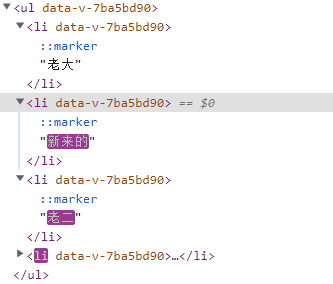 <ul data-v-7ba5bd90>
<li data-v-7ba5bd90>
::marker
"老大"
</li>
<li data-v-7ba5bd90> == $0
::marker
"新来的"
</li>
<li data-v-7ba5bd90>
::marker
"老二"
</li>
<li data-v-7ba5bd90>…</li>
</ul>